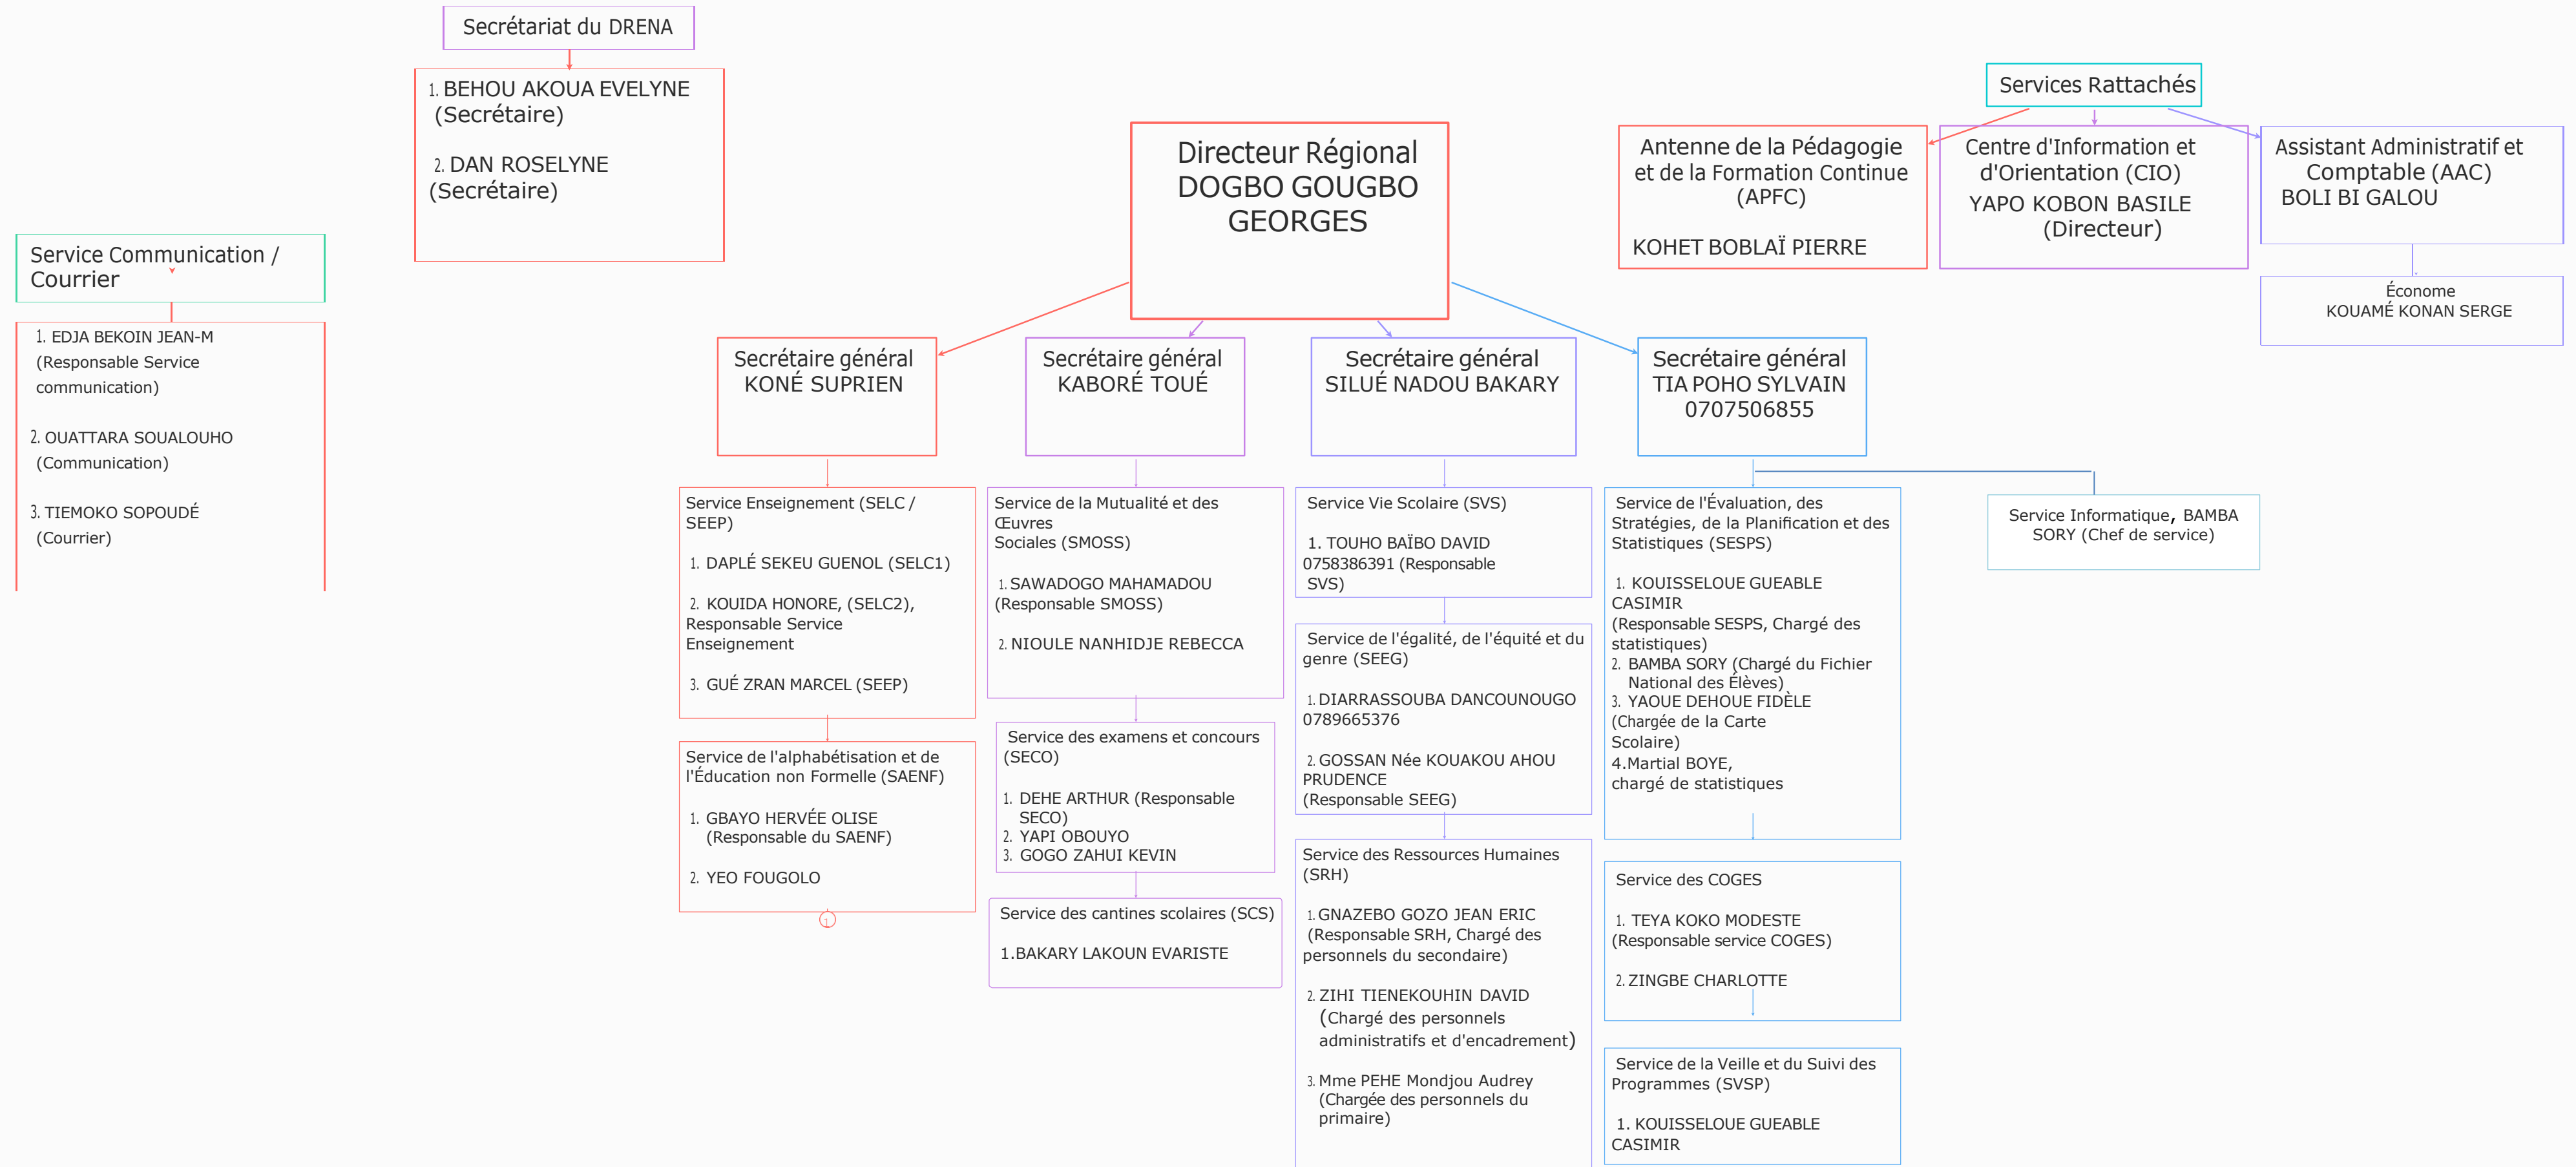 Secrétariat du DRENA
1. BEHOU AKOUA EVELYNE
(Secrétaire)
2. DAN ROSELYNE
(Secrétaire)
Service Communication /
Courrier
1. EDJA BEKOIN JEAN-M
(Responsable Service
communication)
2. OUATTARA SOUALOUHO
(Communication)
3. TIEMOKO SOPOUDÉ
(Courrier)
Directeur Régional
DOGBO GOUGBO
GEORGES
Services Rattachés
Antenne de la Pédagogie
et de la Formation Continue
(APFC)
KOHET BOBLAÏ PIERRE
Centre d'Information et
d'Orientation (CIO)
YAPO KOBON BASILE
(Directeur)
Assistant Administratif et
Comptable (AAC)
BOLI BI GALOU
Économe
KOUAMÉ KONAN SERGE
Secrétaire général
KONÉ SUPRIEN
Secrétaire général
KABORÉ TOUÉ
Secrétaire général
SILUÉ NADOU BAKARY
Secrétaire général
TIA POHO SYLVAIN
0707506855
Service Enseignement (SELC /
SEEP)
1. DAPLÉ SEKEU GUENOL (SELC1)
2. KOUIDA HONORE, (SELC2),
Responsable Service
Enseignement
3. GUÉ ZRAN MARCEL (SEEP)
Service de l'alphabétisation et de
l'Éducation non Formelle (SAENF)
1. GBAYO HERVÉE OLISE
(Responsable du SAENF)
2. YEO FOUGOLO
1
Service de la Mutualité et des
Œuvres
Sociales (SMOSS)
1. SAWADOGO MAHAMADOU
(Responsable SMOSS)
2. NIOULE NANHIDJE REBECCA
Service des examens et concours
(SECO)
1. DEHE ARTHUR (Responsable
SECO)
2. YAPI OBOUYO
3. GOGO ZAHUI KEVIN
Service des cantines scolaires (SCS)
1.BAKARY LAKOUN EVARISTE
Service Vie Scolaire (SVS)
1. TOUHO BAÏBO DAVID
0758386391 (Responsable
SVS)
Service de l'égalité, de l'équité et du
genre (SEEG)
1. DIARRASSOUBA DANCOUNOUGO
0789665376
2. GOSSAN Née KOUAKOU AHOU
PRUDENCE
(Responsable SEEG)
Service des Ressources Humaines
(SRH)
1. GNAZEBO GOZO JEAN ERIC
(Responsable SRH, Chargé des
personnels du secondaire)
2. ZIHI TIENEKOUHIN DAVID
(Chargé des personnels
administratifs et d'encadrement)
3. Mme PEHE Mondjou Audrey
(Chargée des personnels du
primaire)
Service de l'Évaluation, des
Stratégies, de la Planification et des
Statistiques (SESPS)
1. KOUISSELOUE GUEABLE
CASIMIR
(Responsable SESPS, Chargé des
statistiques)
2. BAMBA SORY (Chargé du Fichier
National des Élèves)
3. YAOUE DEHOUE FIDÈLE
(Chargée de la Carte
Scolaire)
4.Martial BOYE,
chargé de statistiques
Service des COGES
1. TEYA KOKO MODESTE
(Responsable service COGES)
2. ZINGBE CHARLOTTE
Service de la Veille et du Suivi des
Programmes (SVSP)
1. KOUISSELOUE GUEABLE
CASIMIR
Service Informatique, BAMBA
SORY (Chef de service)